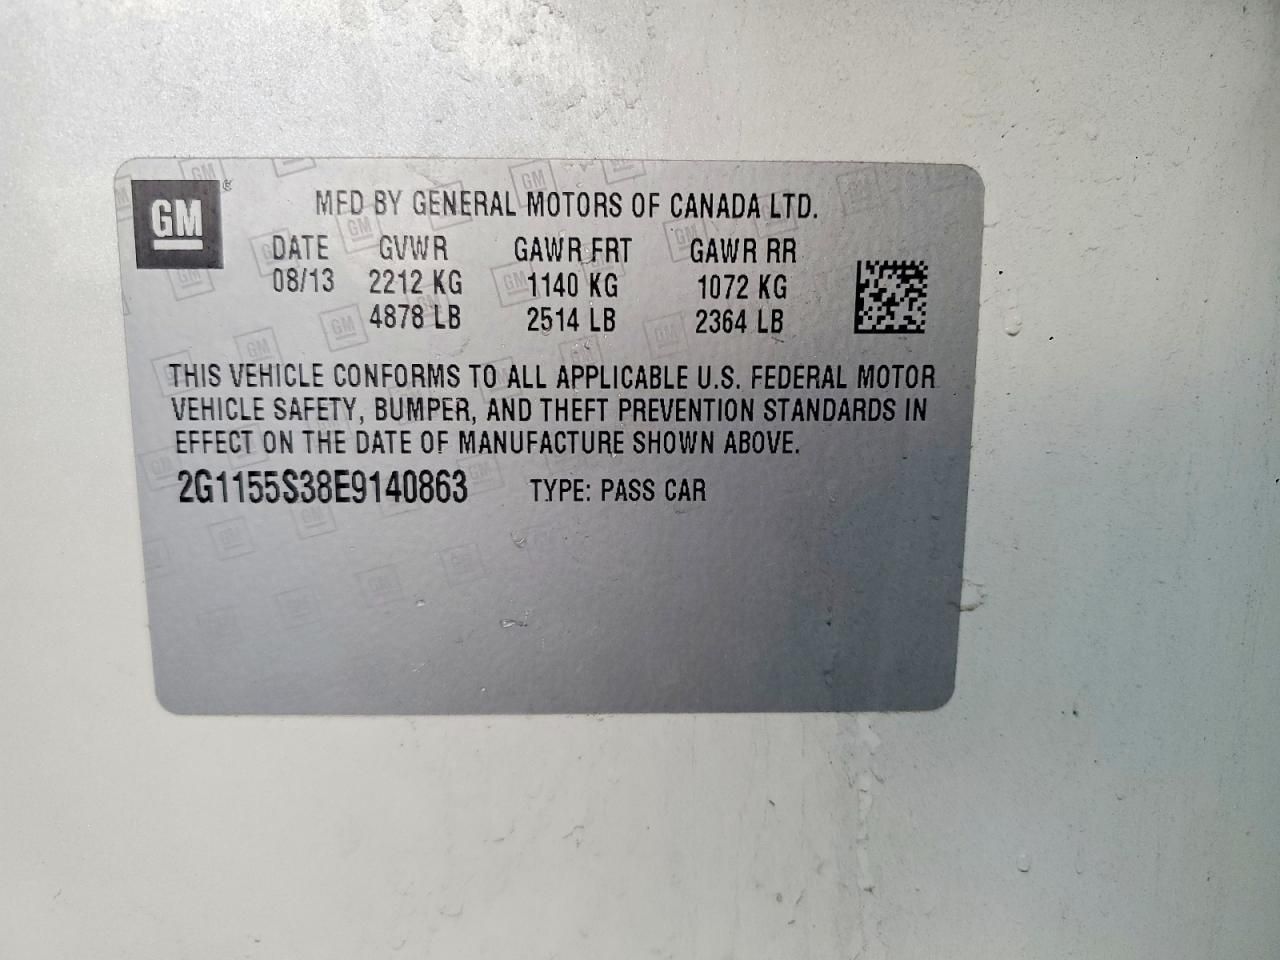 GM
MFD BY GENERAL MOTORS OF CANADA LTD.
DATE GVWR GAWR FRT GAWR RR
08/13 2212 KG 1140 KG 1072 KG
4878 LB 2514 LB 2364 LB
THIS VEHICLE CONFORMS TO ALL APPLICABLE U.S. FEDERAL MOTOR
VEHICLE SAFETY, BUMPER, AND THEFT PREVENTION STANDARDS IN
EFFECT ON THE DATE OF MANUFACTURE SHOWN ABOVE.
2G1155S38E9140863 TYPE: PASS CAR